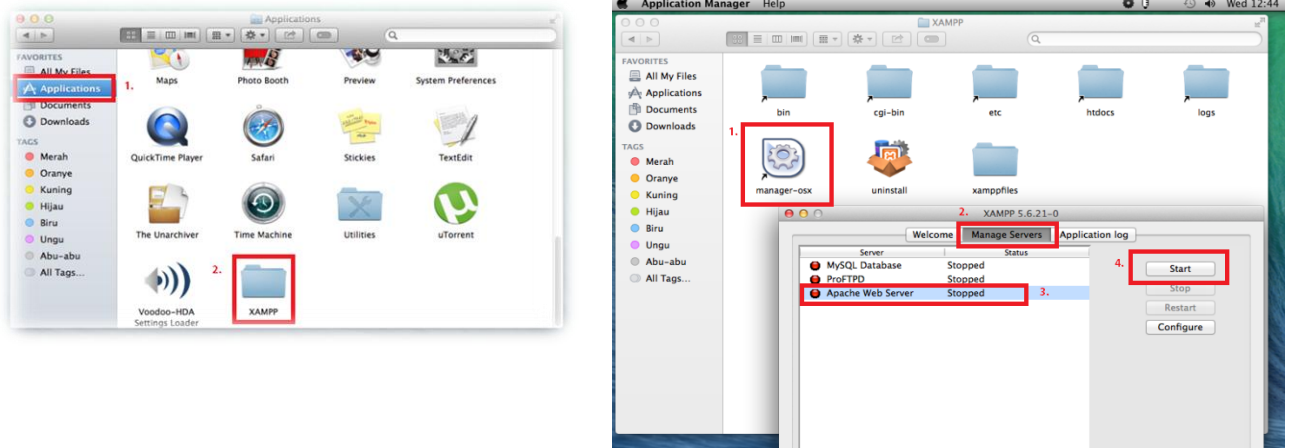 Applications
FAVORITES
All My Files
Applications
1.
Documents
Downloads
TAGS
Merah
Oranye
Kuning
Hijau
Biru
Ungu
Abu-abu
All Tags...
Maps
Photo Booth
Preview
System Preferences
QuickTime Player
Safari
Stickies
TextEdit
The Unarchiver
Time Machine
Utilities
uTorrent
2.
Voodoo-HDA
Settings Loader
XAMPP
Application Manager Help
Wed 12:44
XAMPP
FAVORITES
All My Files
Applications
Documents
Downloads
TAGS
Merah
Oranye
Kuning
Hijau
Biru
Ungu
Abu-abu
All Tags...
bin
cgi-bin
etc
htdocs
logs
1.
manager-osx
uninstall
xamppfiles
2.
XAMPP 5.6.21-0
Welcome
Manage Servers
Application log
Server Status
MySQL Database Stopped
ProFTPD Stopped
Apache Web Server Stopped
3.
4.
Start
Stop
Restart
Configure